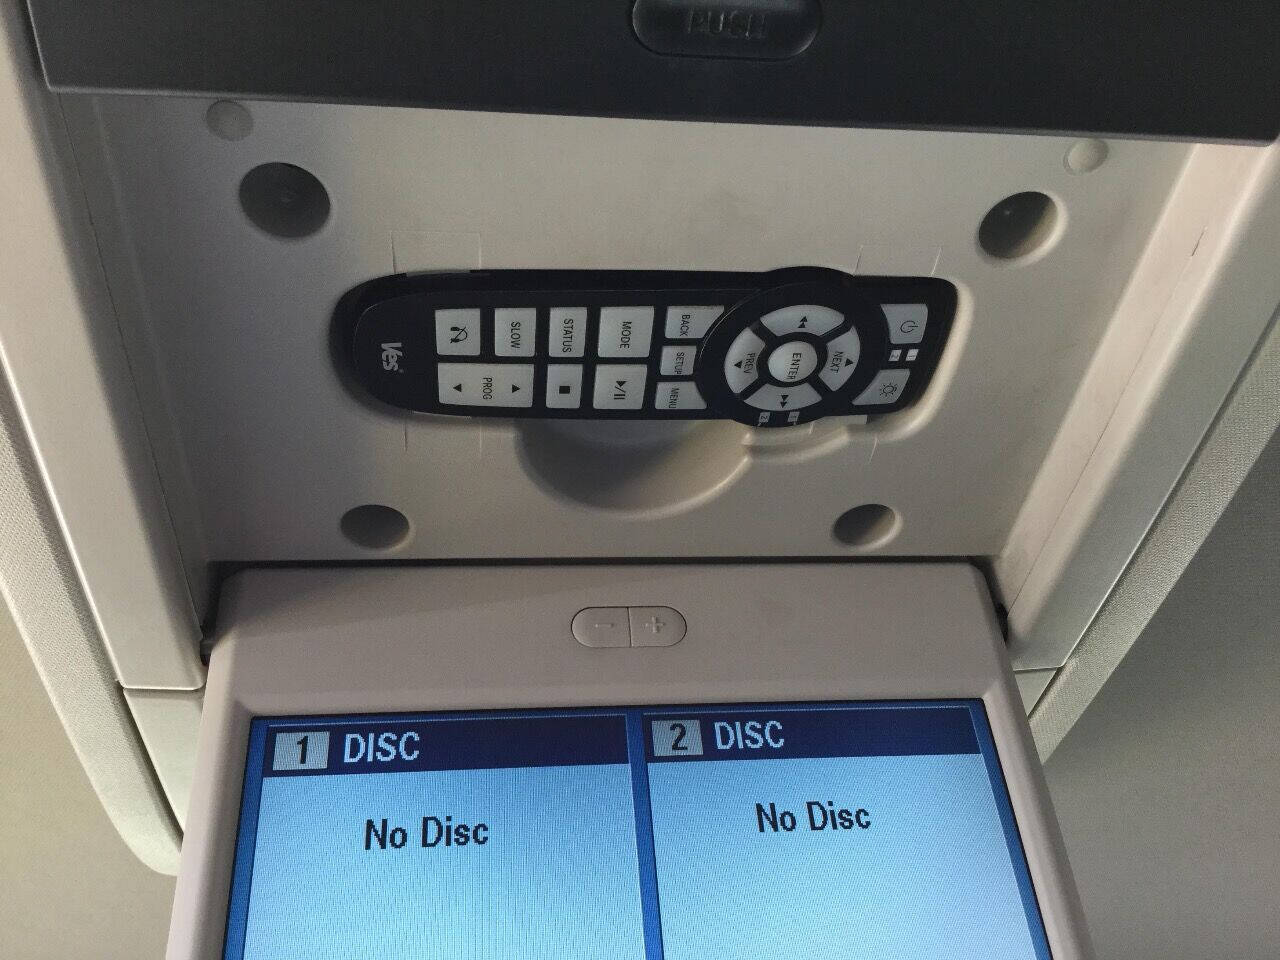 PUSH
BACK
MODE
STATUS
SLOW
NEXT
ENTER
PREV
SETUP
MENU
PROG
Ves
- +
1 DISC
2 DISC
No Disc
No Disc